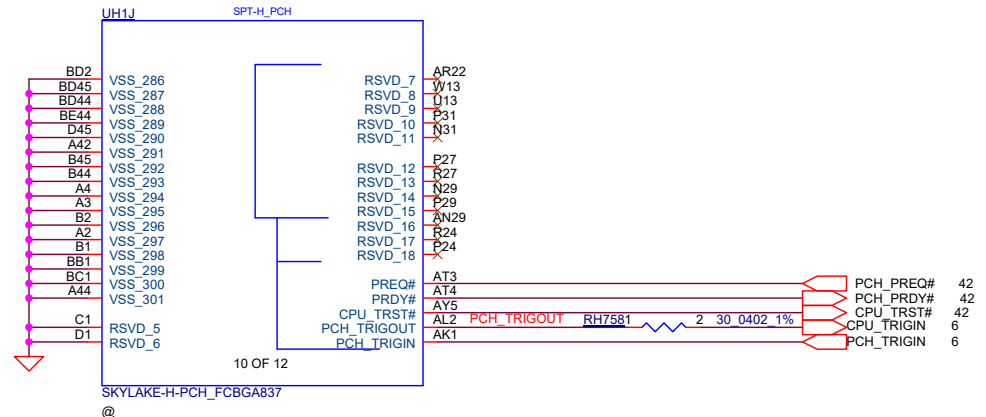 UH1J SPT-H_PCH
BD2 VSS_286 RSVD_7 AR22
BD45 VSS_287 RSVD_8 W13
BD44 VSS_288 RSVD_9 U13
BE44 VSS_289 RSVD_10 P31
D45 VSS_290 RSVD_11 N31
A42 VSS_291
B45 VSS_292 RSVD_12 P27
B44 VSS_293 RSVD_13 R27
A4 VSS_294 RSVD_14 N29
A3 VSS_295 RSVD_15 P29
B2 VSS_296 RSVD_16 AN29
A2 VSS_297 RSVD_17 R24
B1 VSS_298 RSVD_18 P24
BB1 VSS_299
BC1 VSS_300 PREQ# AT3 PCH_PREQ# 42
A44 VSS_301 PRDY# AT4 PCH_PRDY# 42
CPU_TRST# AY5 CPU_TRST# 42
C1 RSVD_5 PCH_TRIGOUT AL2 PCH_TRIGOUT RH7581 2 30_0402_1% CPU_TRIGIN 6
D1 RSVD_6 PCH_TRIGIN AK1 PCH_TRIGIN 6
10 OF 12
SKYLAKE-H-PCH_FCBGA837
@